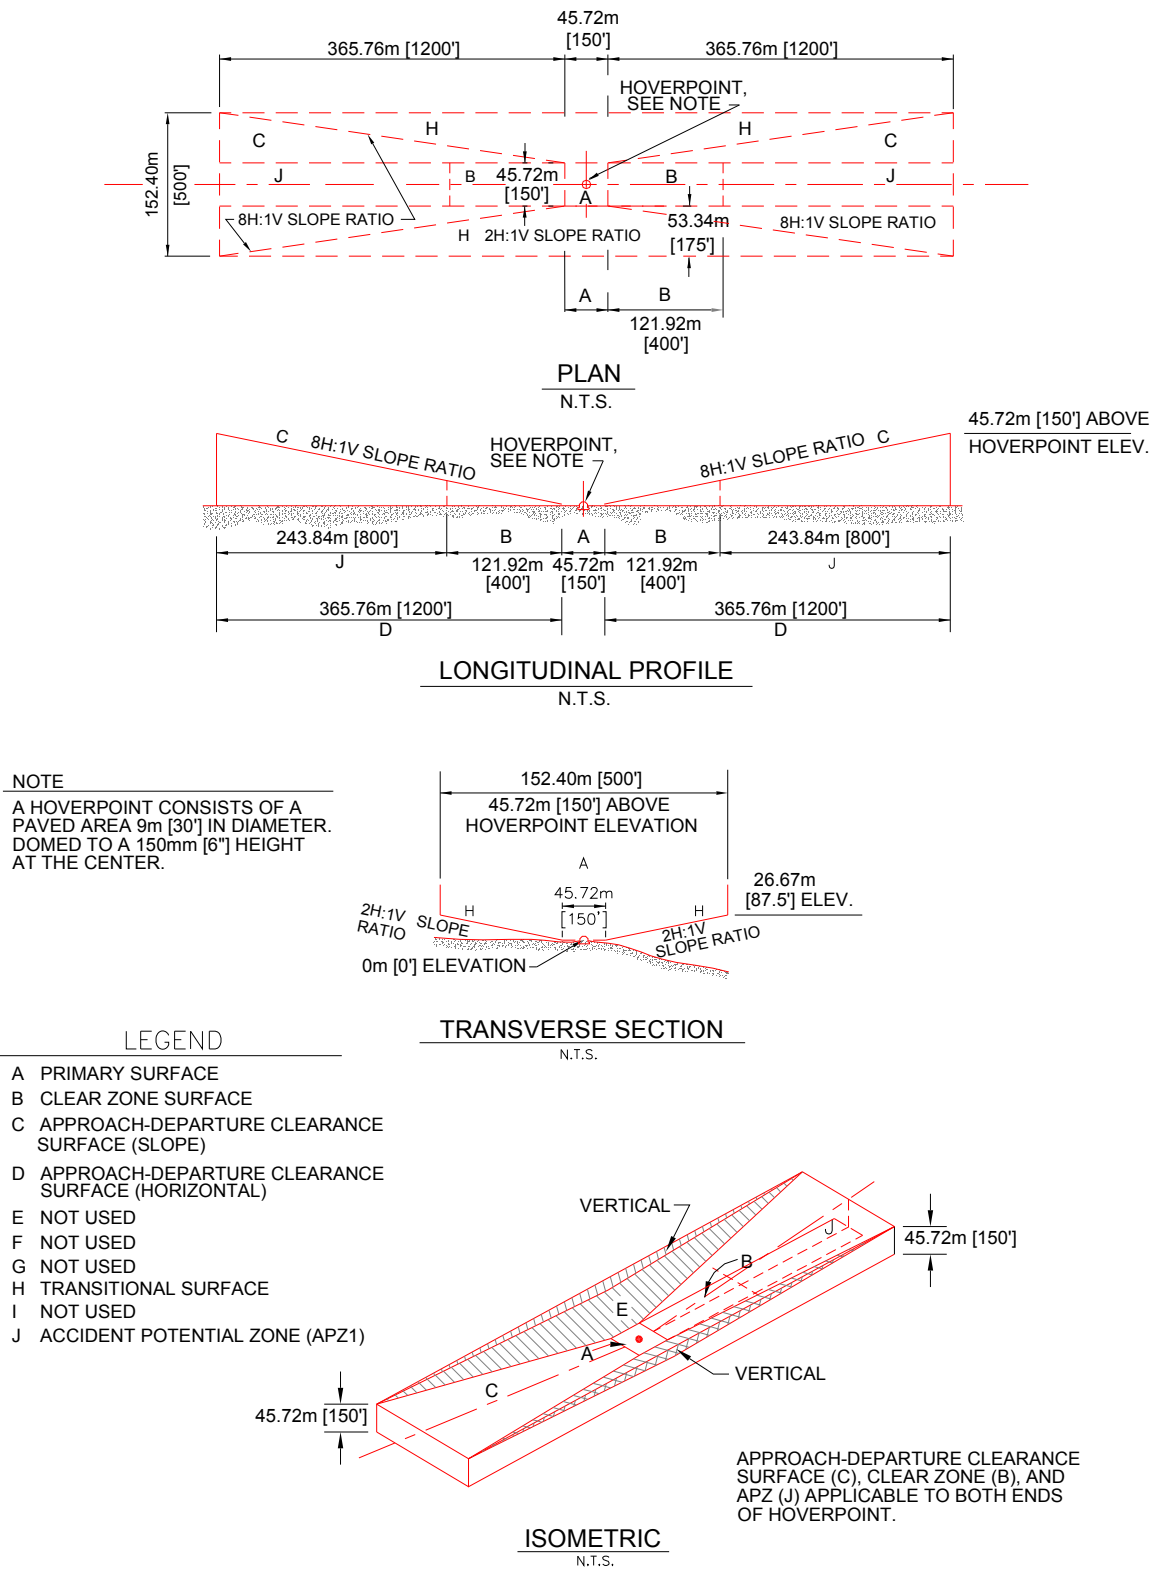 45.72m
[150']
365.76m [1200']
365.76m [1200']
HOVERPOINT,
SEE NOTE
H
H
C
C
152.40m
[500']
J
B
45.72m
[150']
A
B
J
8H:1V SLOPE RATIO
H 2H:1V SLOPE RATIO
53.34m
[175']
8H:1V SLOPE RATIO
A
B
121.92m
[400']
PLAN
N.T.S.
45.72m [150'] ABOVE
HOVERPOINT ELEV.
C 8H:1V SLOPE RATIO
HOVERPOINT,
SEE NOTE
8H:1V SLOPE RATIO C
243.84m [800']
J
B
121.92m
[400']
A
45.72m
[150']
B
121.92m
[400']
243.84m [800']
J
365.76m [1200']
D
365.76m [1200']
D
LONGITUDINAL PROFILE
N.T.S.
NOTE
A HOVERPOINT CONSISTS OF A
PAVED AREA 9m [30'] IN DIAMETER.
DOMED TO A 150mm [6"] HEIGHT
AT THE CENTER.
152.40m [500']
45.72m [150'] ABOVE
HOVERPOINT ELEVATION
A
45.72m
[150']
26.67m
[87.5'] ELEV.
H
H
2H:1V SLOPE
RATIO
2H:1V
SLOPE RATIO
0m [0'] ELEVATION
TRANSVERSE SECTION
N.T.S.
LEGEND
A PRIMARY SURFACE
B CLEAR ZONE SURFACE
C APPROACH-DEPARTURE CLEARANCE
SURFACE (SLOPE)
D APPROACH-DEPARTURE CLEARANCE
SURFACE (HORIZONTAL)
E NOT USED
F NOT USED
G NOT USED
H TRANSITIONAL SURFACE
I NOT USED
J ACCIDENT POTENTIAL ZONE (APZ1)
VERTICAL
J
45.72m [150']
B
E
A
VERTICAL
C
45.72m [150']
APPROACH-DEPARTURE CLEARANCE
SURFACE (C), CLEAR ZONE (B), AND
APZ (J) APPLICABLE TO BOTH ENDS
OF HOVERPOINT.
ISOMETRIC
N.T.S.